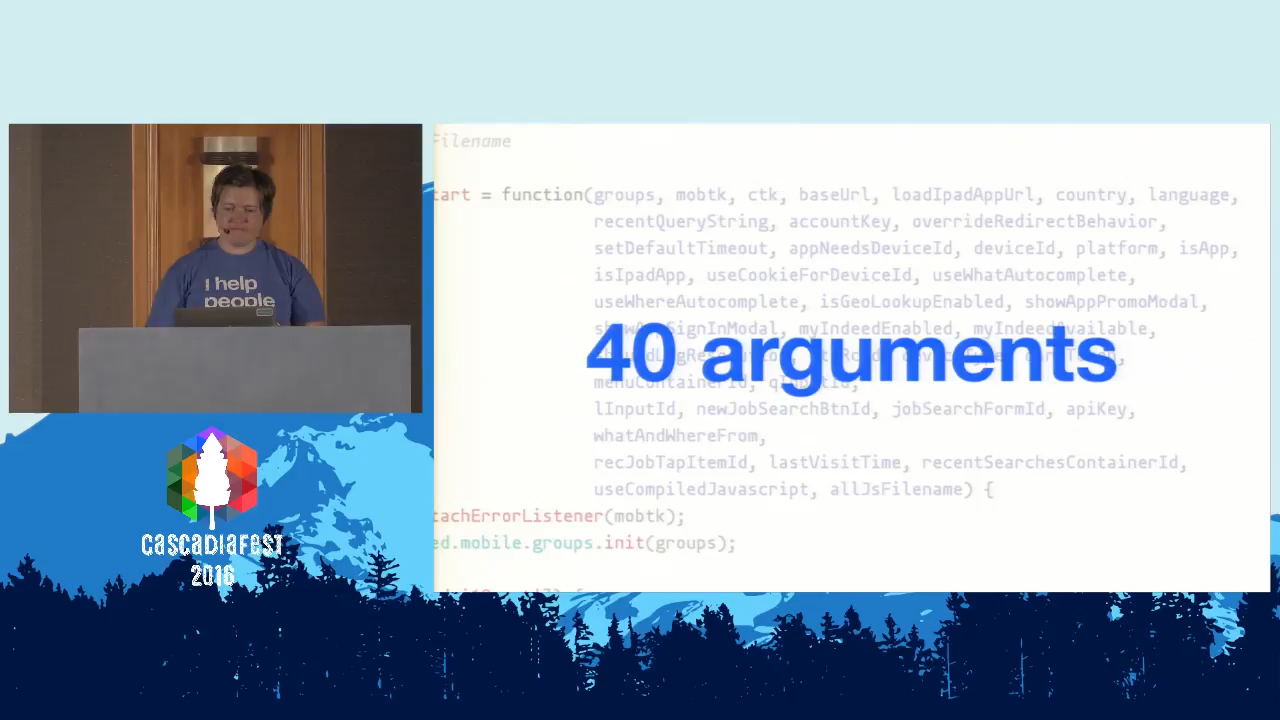 I help
people
CASCADIAFEST
2016
Filename
tart = function(groups, mobtk, ctk, baseUrl, loadIpadAppUrl, country, language,
recentQueryString, accountKey, overrideRedirectBehavior,
setDefaultTimeout, appNeedsDeviceId, deviceId, platform, isApp,
isIpadApp, useCookieForDeviceId, useWhatAutocomplete,
useWhereAutocomplete, isGeoLookupEnabled, showAppPromoModal,
myIndeedEnabled,
40 arguments
lInputId, newJobSearchBtnId, jobSearchFormId, apiKey,
whatAndWhereFrom,
recJobTapItemId, lastVisitTime, recentSearchesContainerId,
useCompiledJavascript, allJsFilename) {
tachErrorListener(mobtk);
ed.mobile.groups.init(groups);